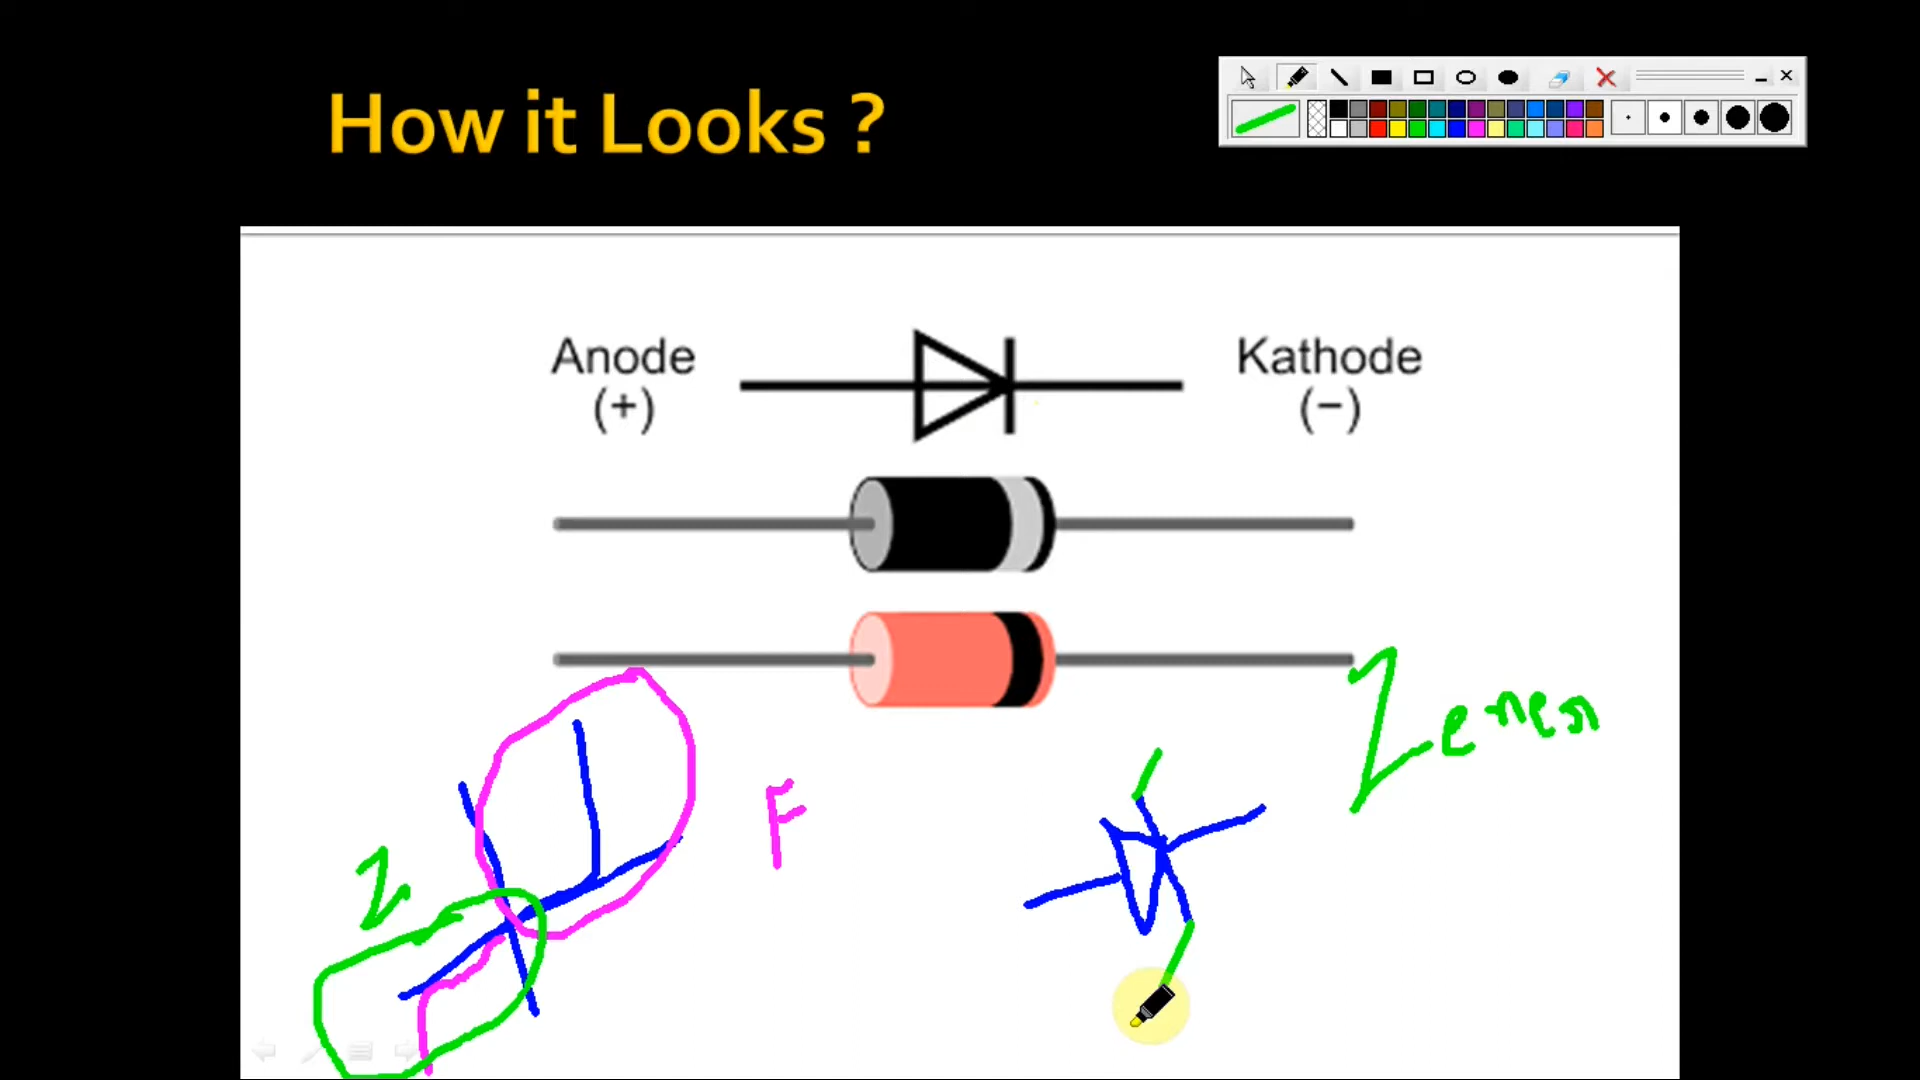 How it Looks ?
Anode
(+)
Kathode
(−)
Zener
F
Z